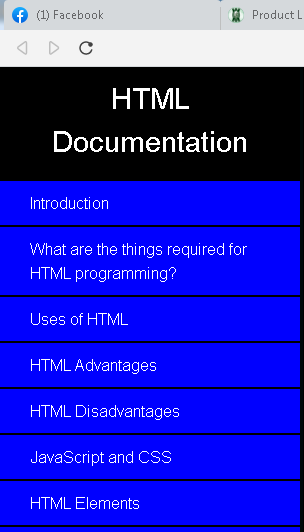 (1) Facebook
Product L
HTML
Documentation
Introduction
What are the things required for
HTML programming?
Uses of HTML
HTML Advantages
HTML Disadvantages
JavaScript and CSS
HTML Elements